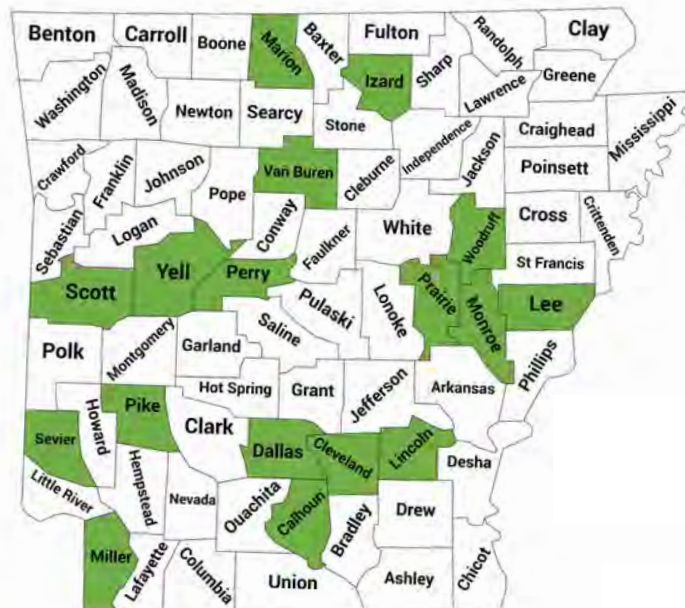 Benton
Carroll
Boone
Marion
Baxter
Fulton
Randolph
Clay
Izard
Sharp
Greene
Washington
Madison
Newton
Searcy
Stone
Lawrence
Independence
Jackson
Craighead
Mississippi
Crawford
Franklin
Johnson
Pope
Van Buren
Cleburne
Poinsett
Sebastian
Logan
Conway
Faulkner
White
Woodruff
Cross
Crittenden
St Francis
Scott
Yell
Perry
Pulaski
Lonoke
Prairie
Monroe
Lee
Polk
Montgomery
Garland
Saline
Phillips
Hot Spring
Grant
Jefferson
Arkansas
Howard
Pike
Clark
Dallas
Cleveland
Lincoln
Desha
Sevier
Little River
Hempstead
Nevada
Ouachita
Calhoun
Bradley
Drew
Miller
Lafayette
Columbia
Union
Ashley
Chicot